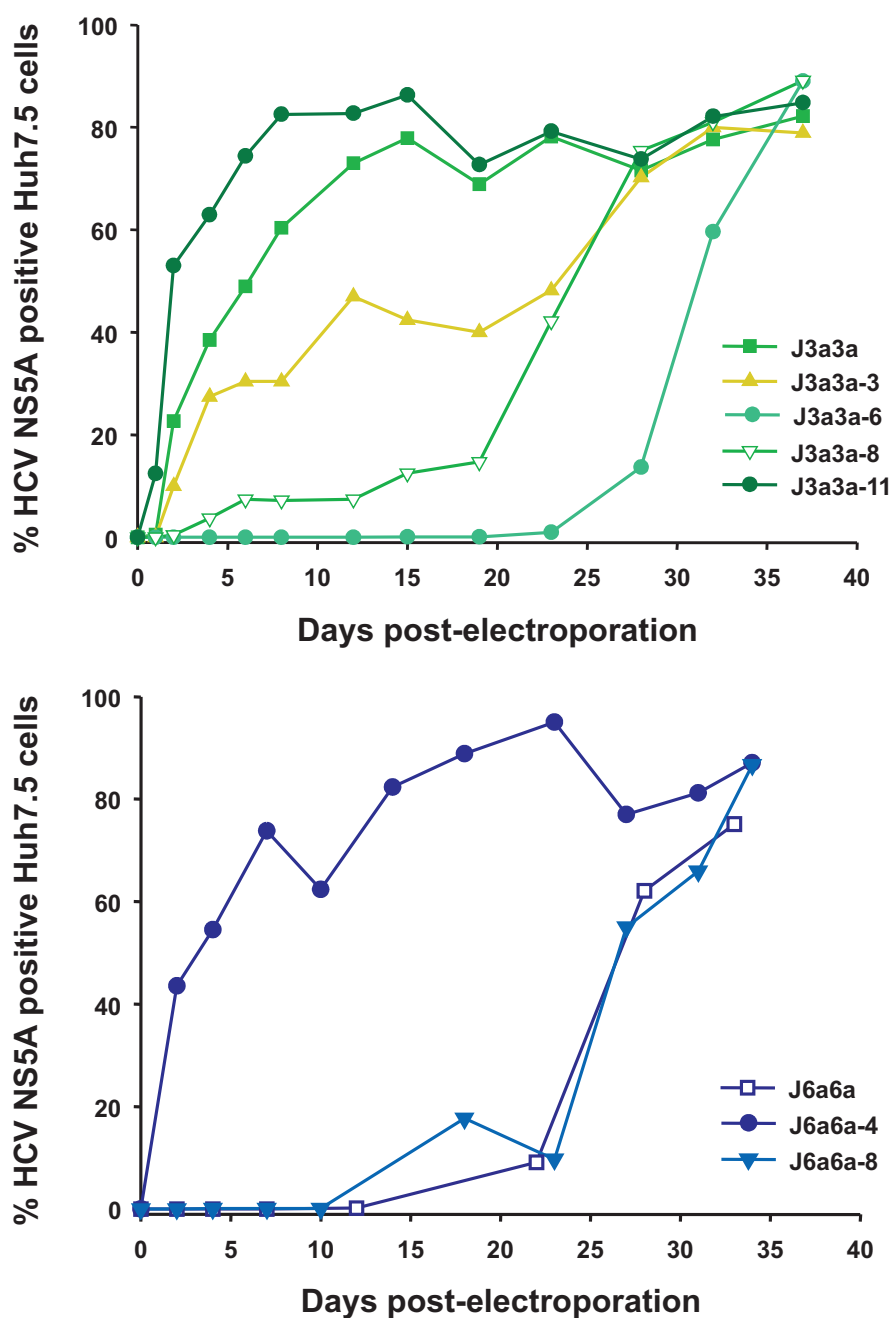 % HCV NS5A positive Huh7.5 cells
100
80
60
40
20
0
J3a3a
J3a3a-3
J3a3a-6
J3a3a-8
J3a3a-11
0 5 10 15 20 25 30 35 40
Days post-electroporation
% HCV NS5A positive Huh7.5 cells
100
80
60
40
20
0
J6a6a
J6a6a-4
J6a6a-8
0 5 10 15 20 25 30 35 40
Days post-electroporation